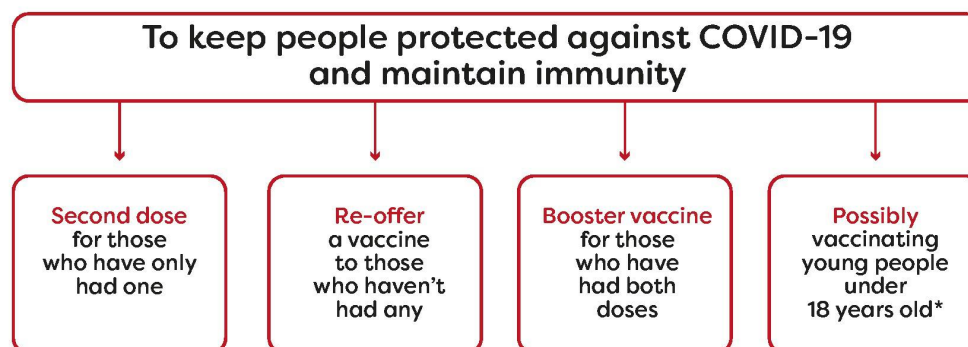 To keep people protected against COVID-19
and maintain immunity
Second dose
for those
who have only
had one
Re-offer
a vaccine
to those
who haven't
had any
Booster vaccine
for those
who have
had both
doses
Possibly
vaccinating
young people
under
18 years old*